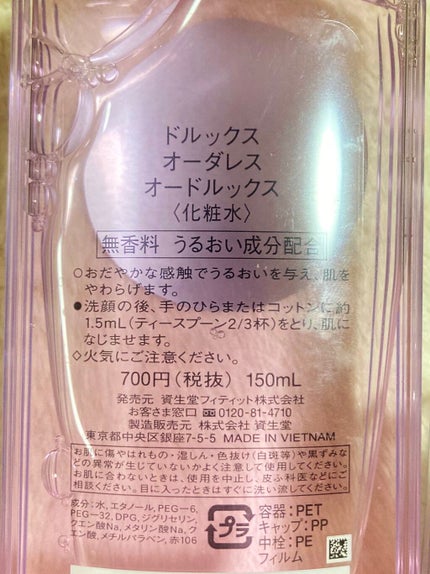 ドルックス
オーダレス
オードルックス
〈化粧水〉
無香料 うるおい成分配合
○おだやかな感触でうるおいを与え、肌を
やわらげます。
●洗顔の後、手のひらまたはコットンに約
1.5mL(ティースプーン2/3杯)をとり、肌に
なじませます。
◇火気にご注意ください。
700円(税抜) 150mL
発売元 資生堂フィティット株式会社
お客さま窓口 0120-81-4710
製造販売元 株式会社 資生堂
東京都中央区銀座7-5-5 MADE IN VIETNAM
お肌に傷やはれもの・湿しん・色抜け(白斑等)や黒ずみな
どの異常が生じていないかよく注意して使用してください。
お肌に合わないときは、使用を中止し、皮ふ科医などにご
相談ください。目に入ったときはすぐに洗い流してください。
成分:水、エタノール、PEG-6、
PEG-32、DPG、ジグリセリン、
クエン酸Na、メタリン酸Na、ク
エン酸、メチルパラベン、赤106
プラ
容器:PET
キャップ:PP
中栓:PE
フィルム